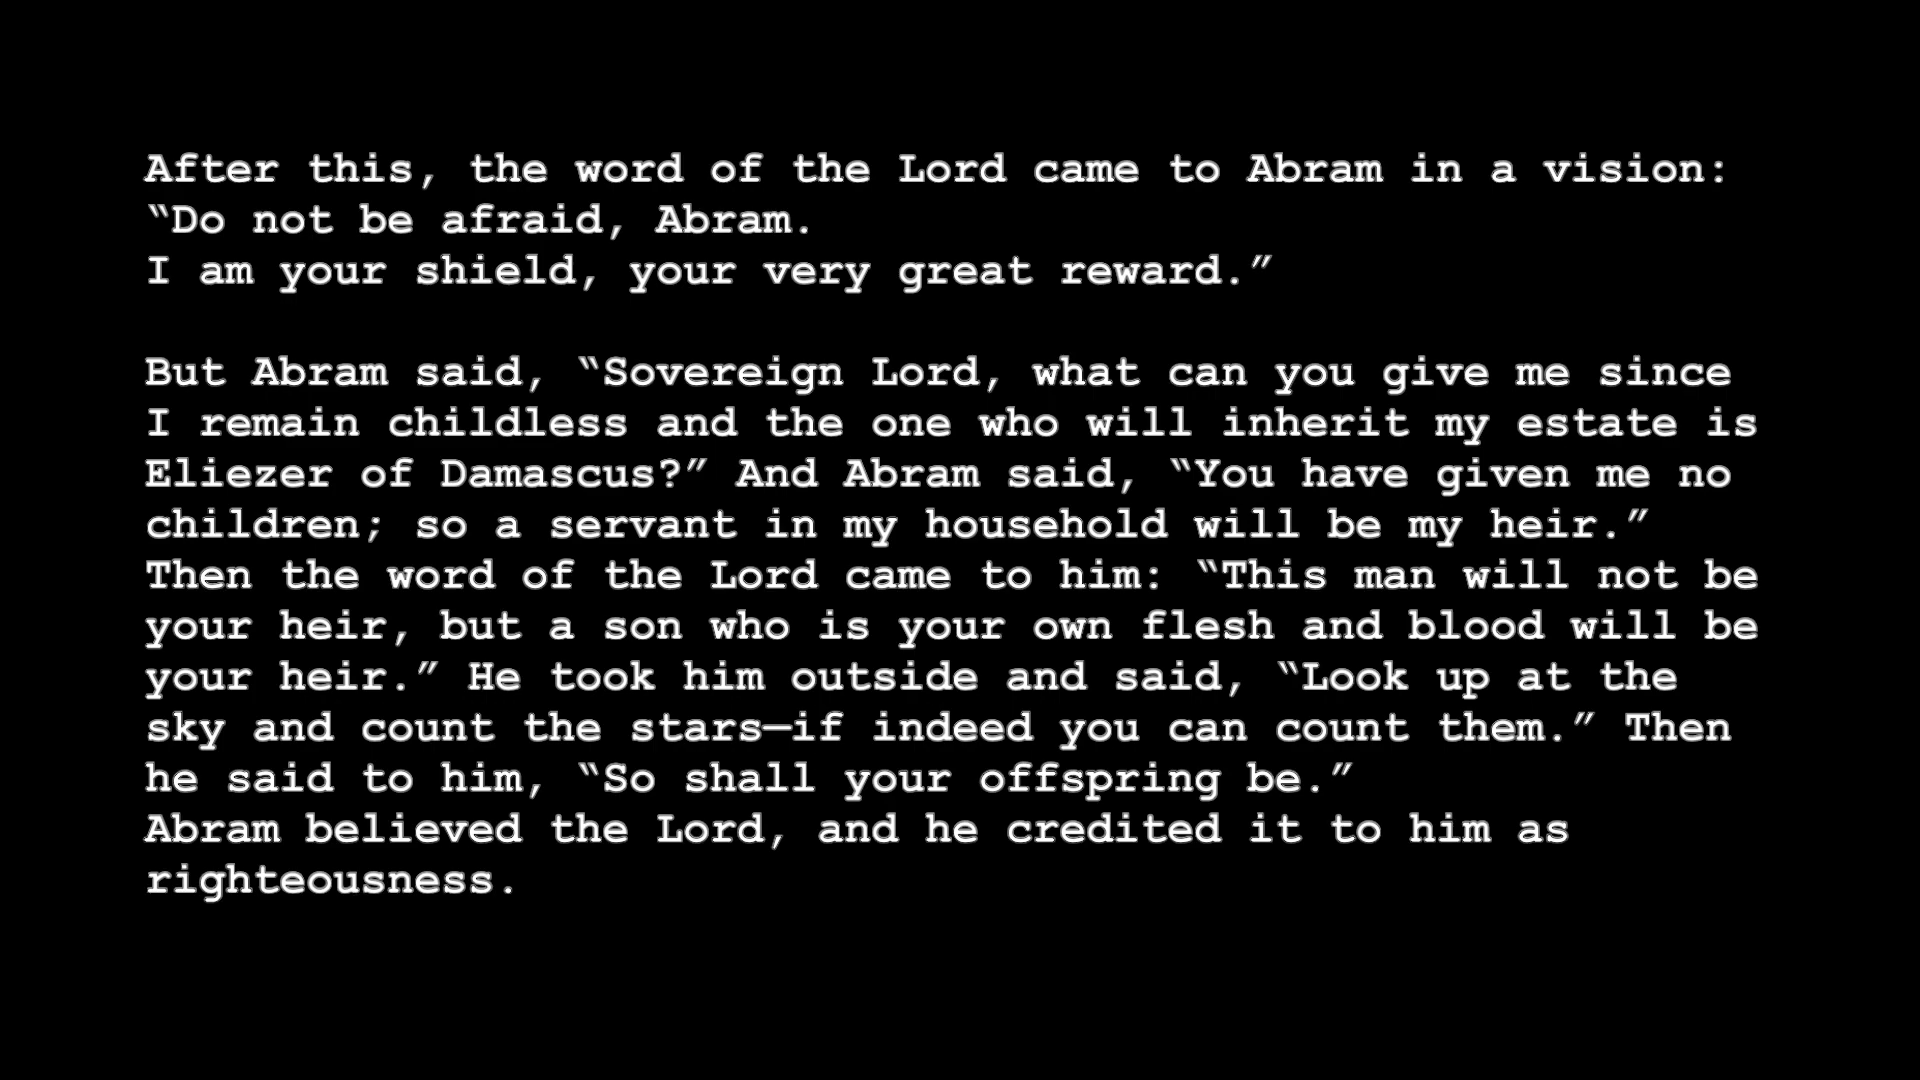 After this, the word of the Lord came to Abram in a vision:
“Do not be afraid, Abram.
I am your shield, your very great reward.”
But Abram said, “Sovereign Lord, what can you give me since
I remain childless and the one who will inherit my estate is
Eliezer of Damascus?” And Abram said, “You have given me no
children; so a servant in my household will be my heir.”
Then the word of the Lord came to him: “This man will not be
your heir, but a son who is your own flesh and blood will be
your heir.” He took him outside and said, “Look up at the
sky and count the stars—if indeed you can count them.” Then
he said to him, “So shall your offspring be.”
Abram believed the Lord, and he credited it to him as
righteousness.